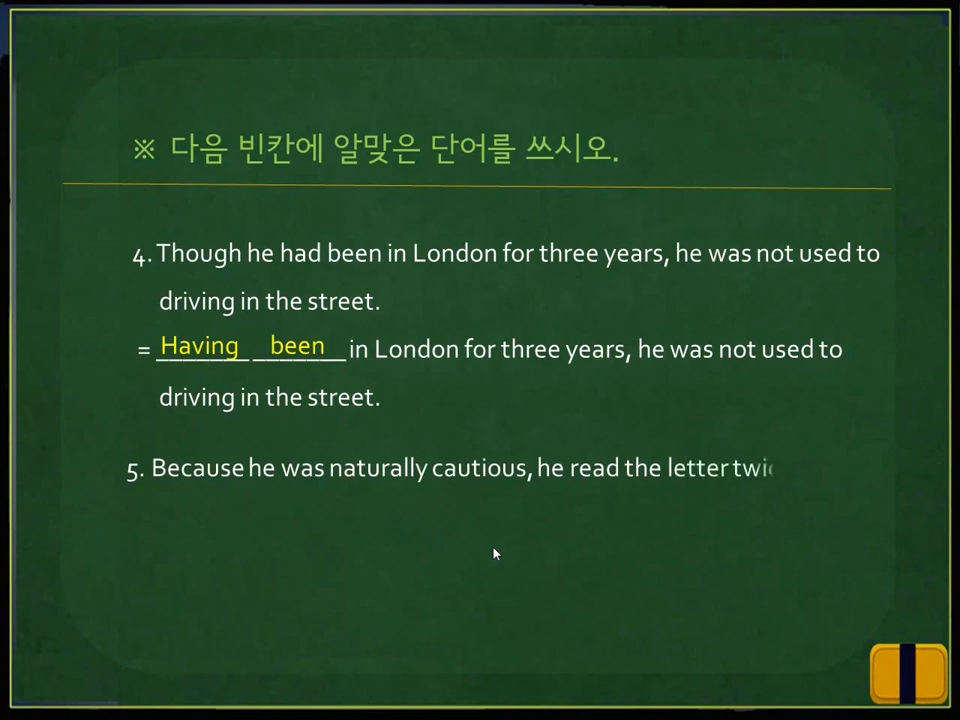 ※ 다음 빈칸에 알맞은 단어를 쓰시오.
4. Though he had been in London for three years, he was not used to
driving in the street.
= Having been in London for three years, he was not used to
driving in the street.
5. Because he was naturally cautious, he read the letter